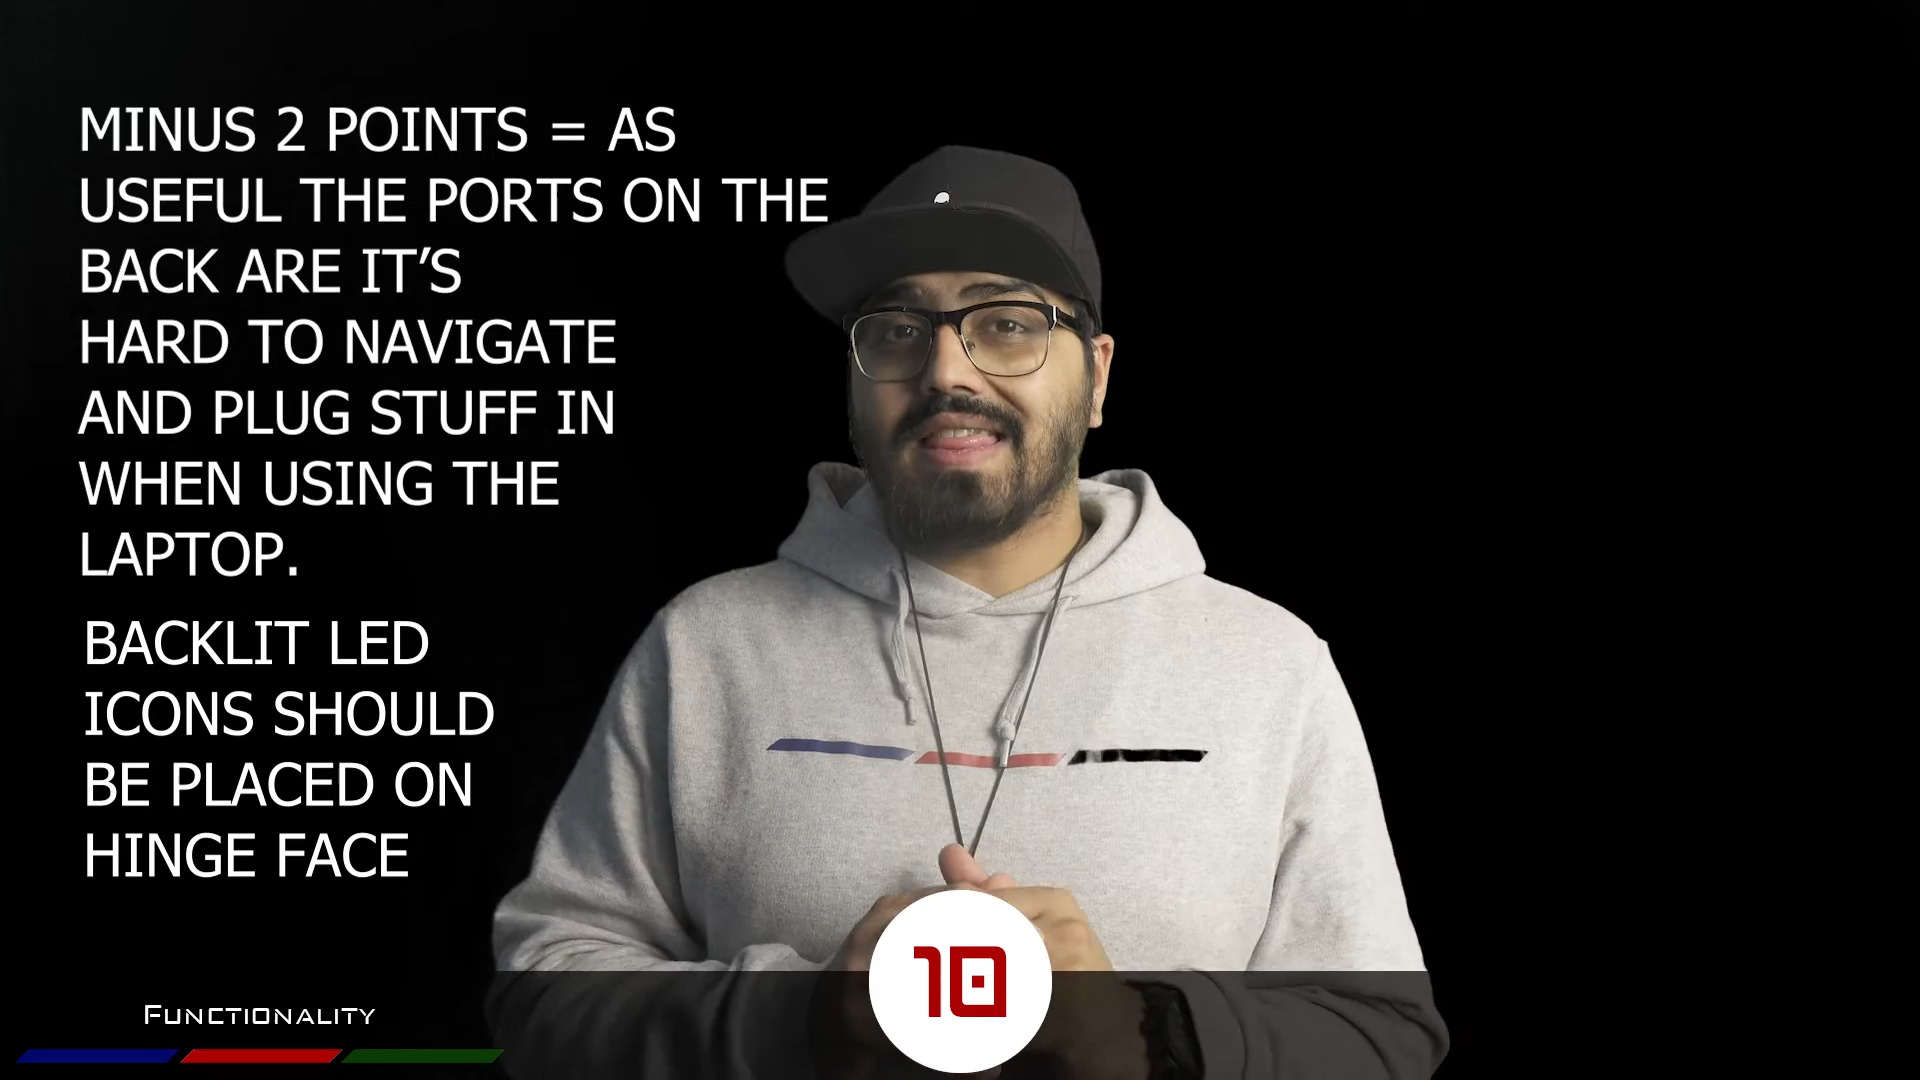 MINUS 2 POINTS = AS
USEFUL THE PORTS ON THE
BACK ARE IT’S
HARD TO NAVIGATE
AND PLUG STUFF IN
WHEN USING THE
LAPTOP.
BACKLIT LED
ICONS SHOULD
BE PLACED ON
HINGE FACE
10
FUNCTIONALITY